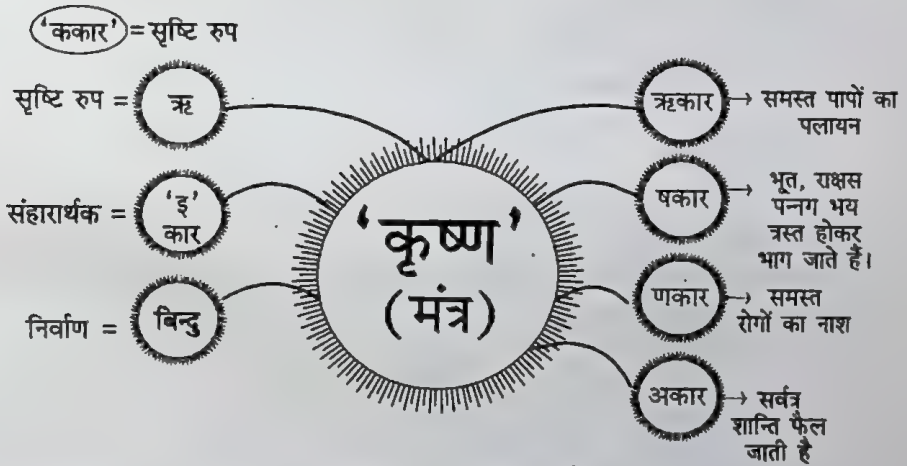 'ककार' = सृष्टि रुप
सृष्टि रुप = ऋ
संहारार्थक = 'इ'
कार
निर्वाण = बिन्दु
'कृष्ण'
(मंत्र)
ऋकार → समस्त पापों का
पलायन
षकार → भूत, राक्षस
पन्नग भय
त्रस्त होकर
भाग जाते हैं।
णकार → समस्त
रोगों का नाश
अकार → सर्वत्र
शान्ति फैल
जाती है